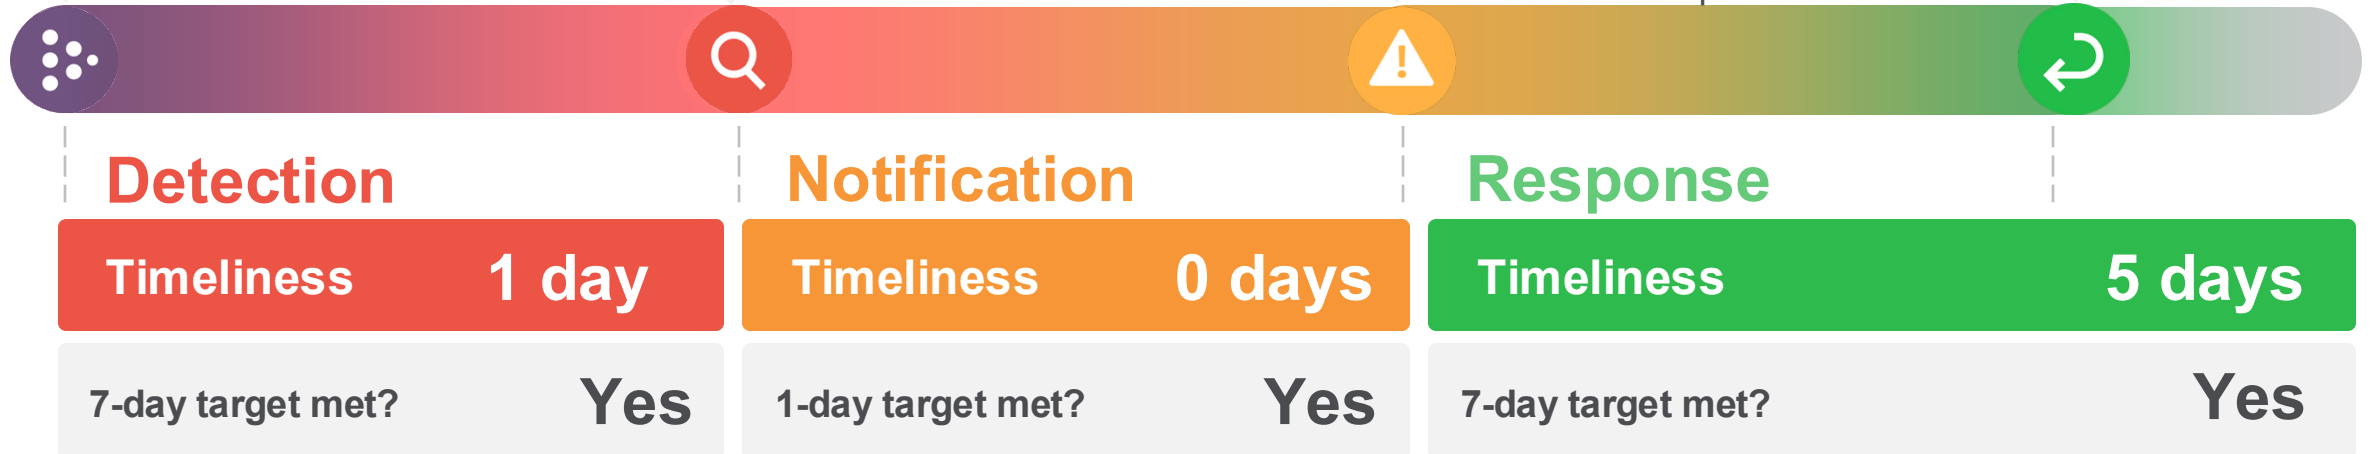 Detection
Notification
Response
Timeliness 1 day
Timeliness 0 days
Timeliness 5 days
7-day target met? Yes
1-day target met? Yes
7-day target met? Yes